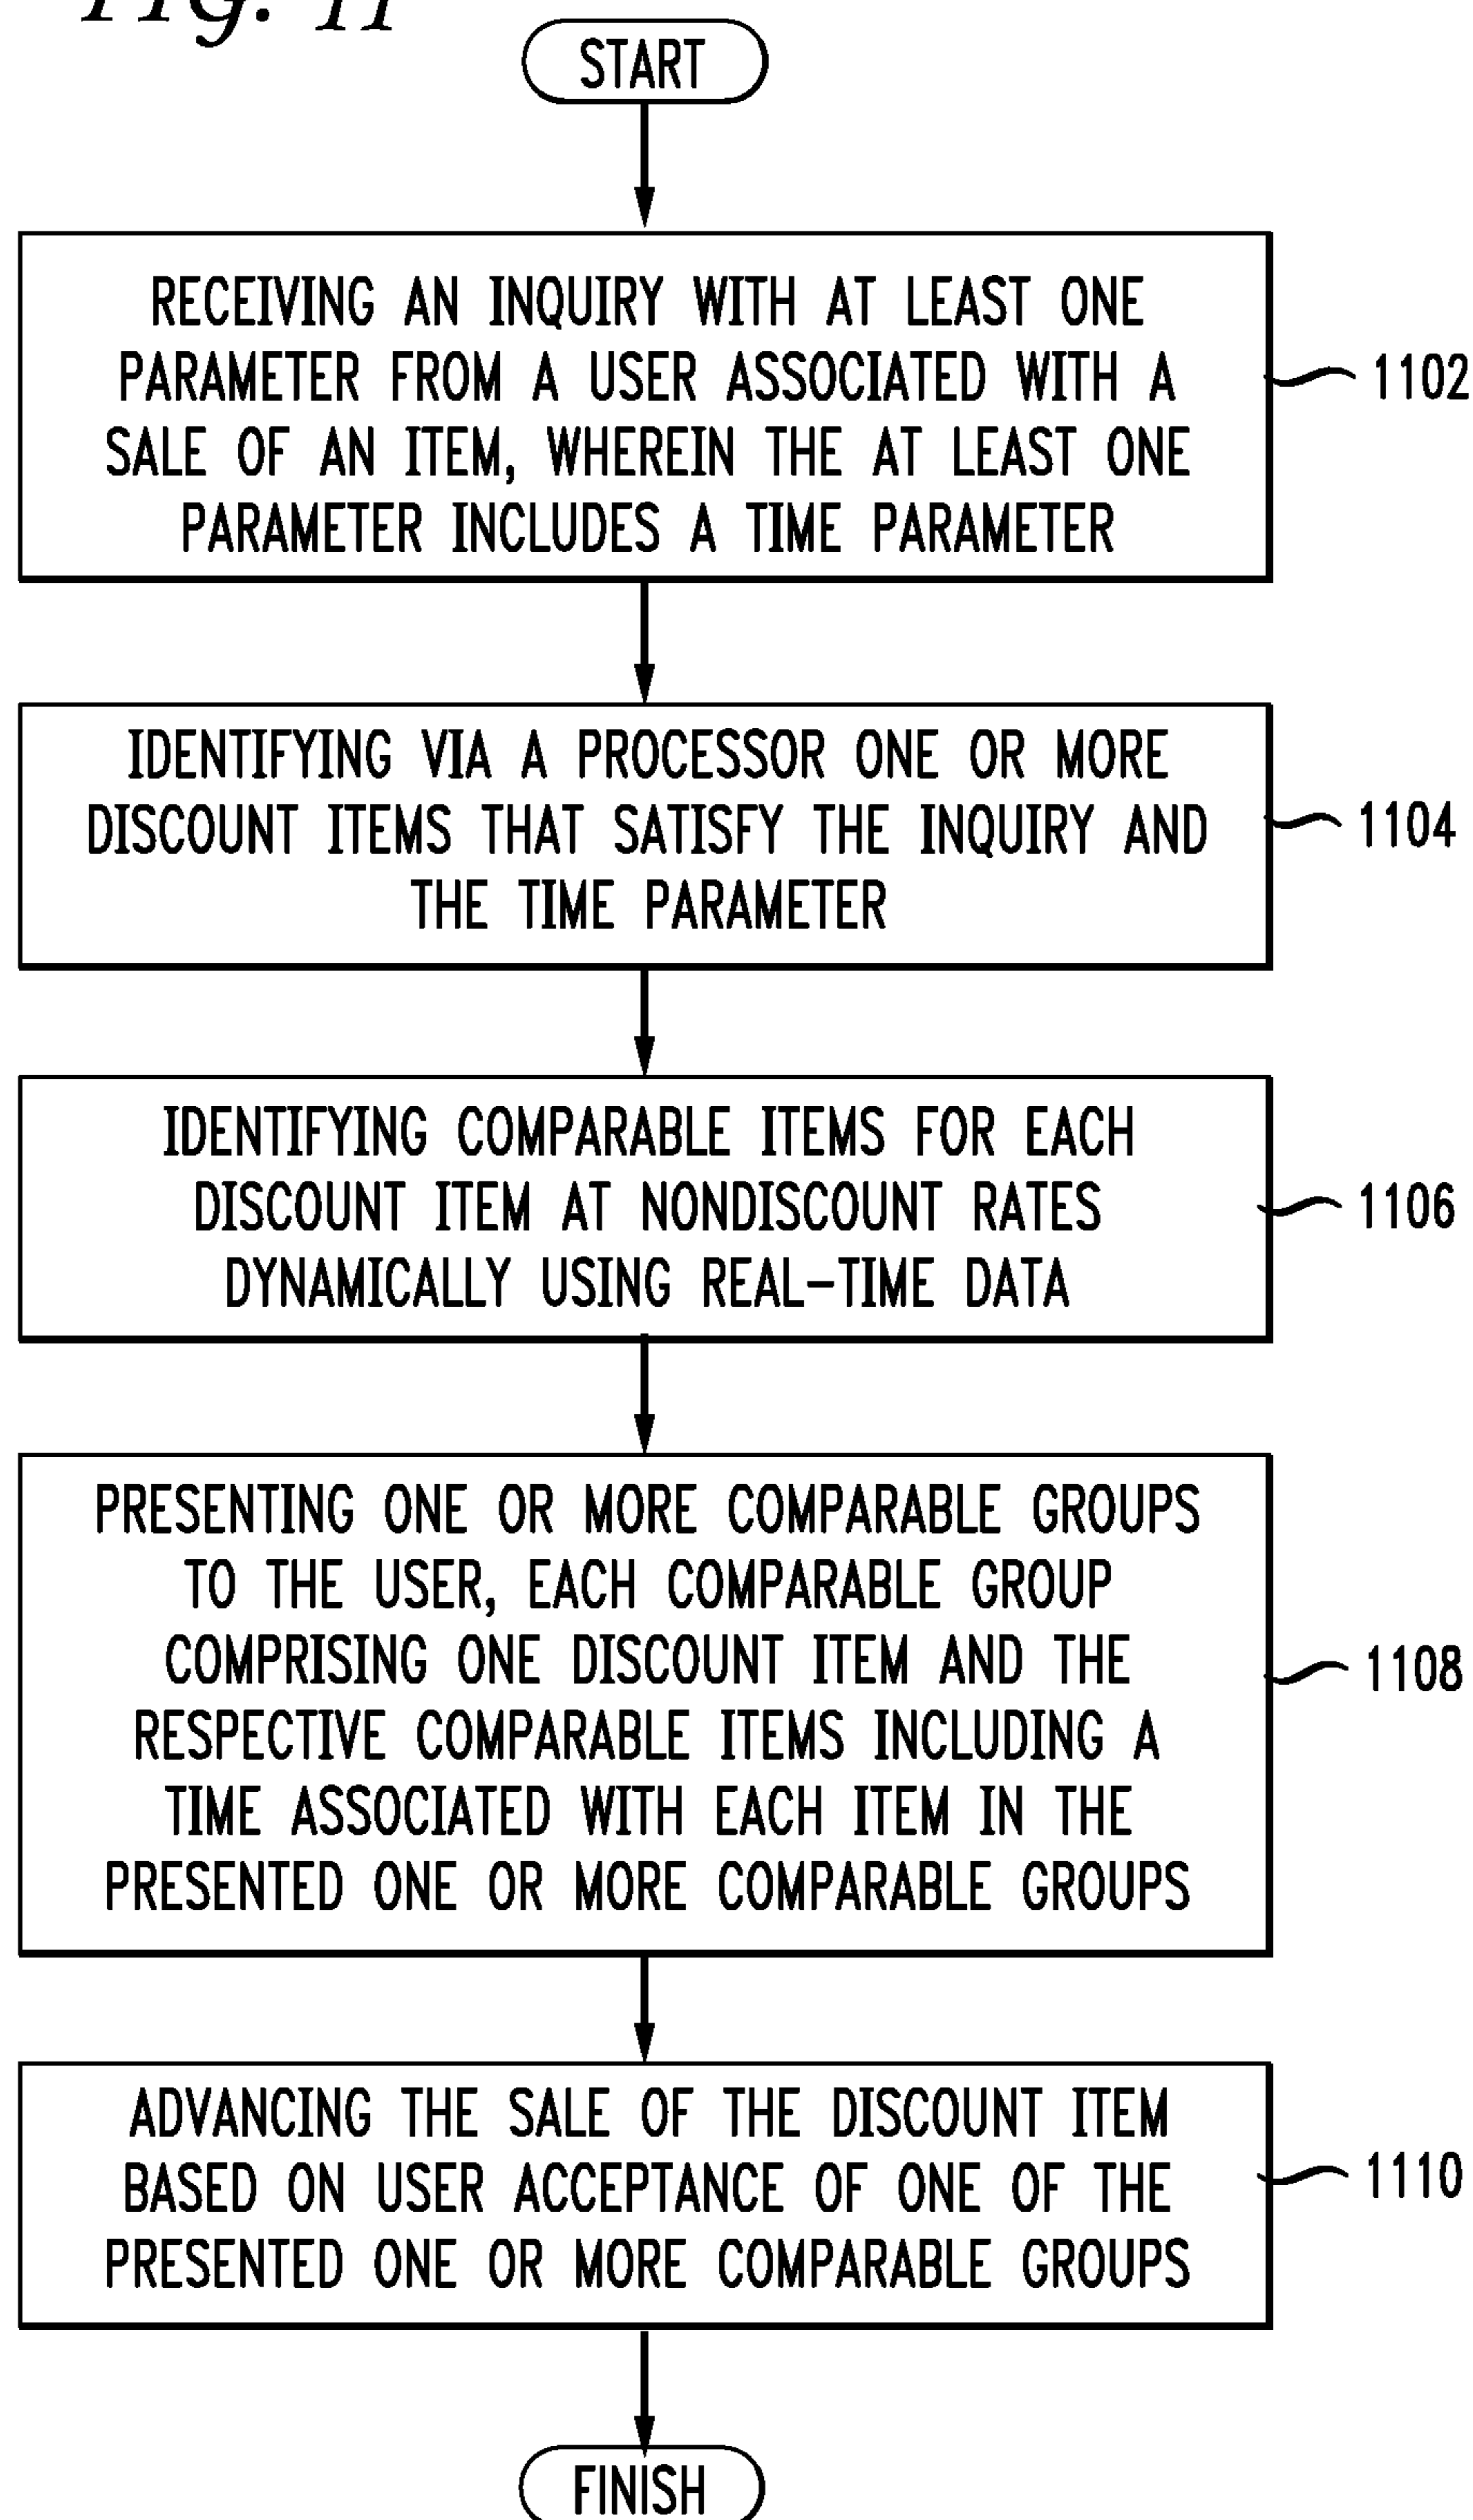 FIG. 11
START
RECEIVING AN INQUIRY WITH AT LEAST ONE
PARAMETER FROM A USER ASSOCIATED WITH A
SALE OF AN ITEM, WHEREIN THE AT LEAST ONE
PARAMETER INCLUDES A TIME PARAMETER
1102
IDENTIFYING VIA A PROCESSOR ONE OR MORE
DISCOUNT ITEMS THAT SATISFY THE INQUIRY AND
THE TIME PARAMETER
1104
IDENTIFYING COMPARABLE ITEMS FOR EACH
DISCOUNT ITEM AT NONDISCOUNT RATES
DYNAMICALLY USING REAL-TIME DATA
1106
PRESENTING ONE OR MORE COMPARABLE GROUPS
TO THE USER, EACH COMPARABLE GROUP
COMPRISING ONE DISCOUNT ITEM AND THE
RESPECTIVE COMPARABLE ITEMS INCLUDING A
TIME ASSOCIATED WITH EACH ITEM IN THE
PRESENTED ONE OR MORE COMPARABLE GROUPS
1108
ADVANCING THE SALE OF THE DISCOUNT ITEM
BASED ON USER ACCEPTANCE OF ONE OF THE
PRESENTED ONE OR MORE COMPARABLE GROUPS
1110
FINISH